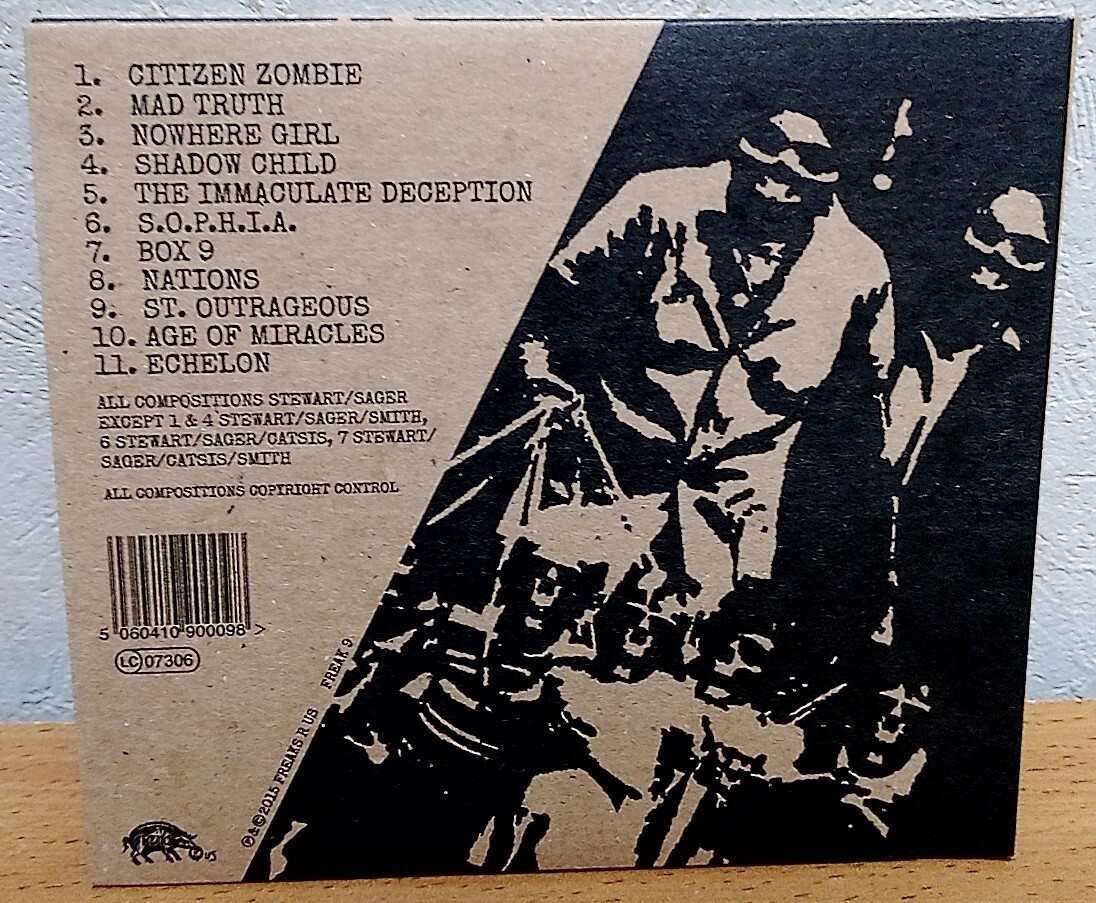 1. CITIZEN ZOMBIE
2. MAD TRUTH
3. NOWHERE GIRL
4. SHADOW CHILD
5. THE IMMACULATE DECEPTION
6. S.O.P.H.I.A.
7. BOX 9
8. NATIONS
9. ST. OUTRAGEOUS
10. AGE OF MIRACLES
11. ECHELON
ALL COMPOSITIONS STEWART/SAGER
EXCEPT 1 & 4 STEWART/SAGER/SMITH,
6 STEWART/SAGER/CATSIS, 7 STEWART/
SAGER/CATSIS/SMITH
ALL COMPOSITIONS COPYRIGHT CONTROL
5 060410 900098 >
LC 07306
℗&©2015 FREAKS R US FREAK 9